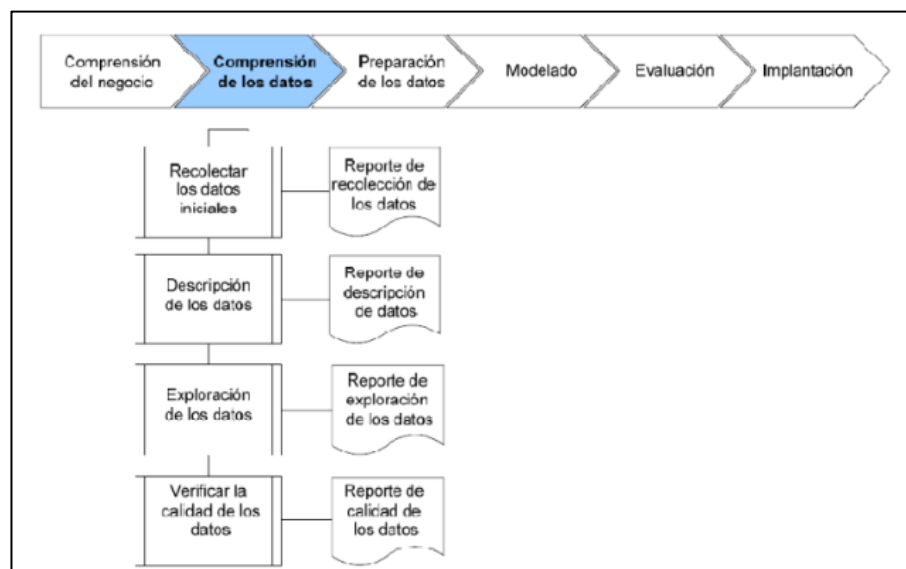 Comprensión
del negocio
Comprensión
de los datos
Preparación
de los datos
Modelado
Evaluación
Implantación
Recolectar
los datos
iniciales
Reporte de
recolección de
los datos
Descripción
de los datos
Reporte de
descripción
de datos
Exploración
de los datos
Reporte de
exploración
de los datos
Verificar la
calidad de los
datos
Reporte de
calidad de
los datos